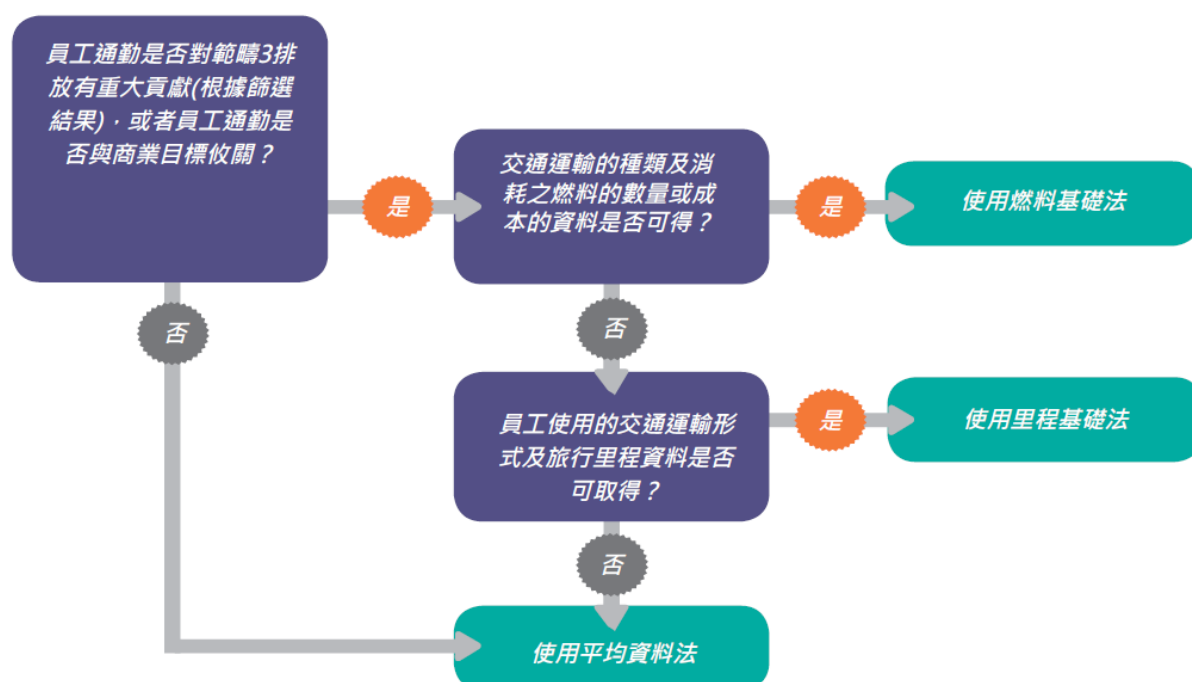 員工通勤是否對範疇3排
放有重大貢獻(根據篩選
結果)，或者員工通勤是
否與商業目標攸關？
是
交通運輸的種類及消
耗之燃料的數量或成
本的資料是否可得？
是
使用燃料基礎法
否
否
員工使用的交通運輸形
式及旅行里程資料是否
可取得？
是
使用里程基礎法
否
使用平均資料法